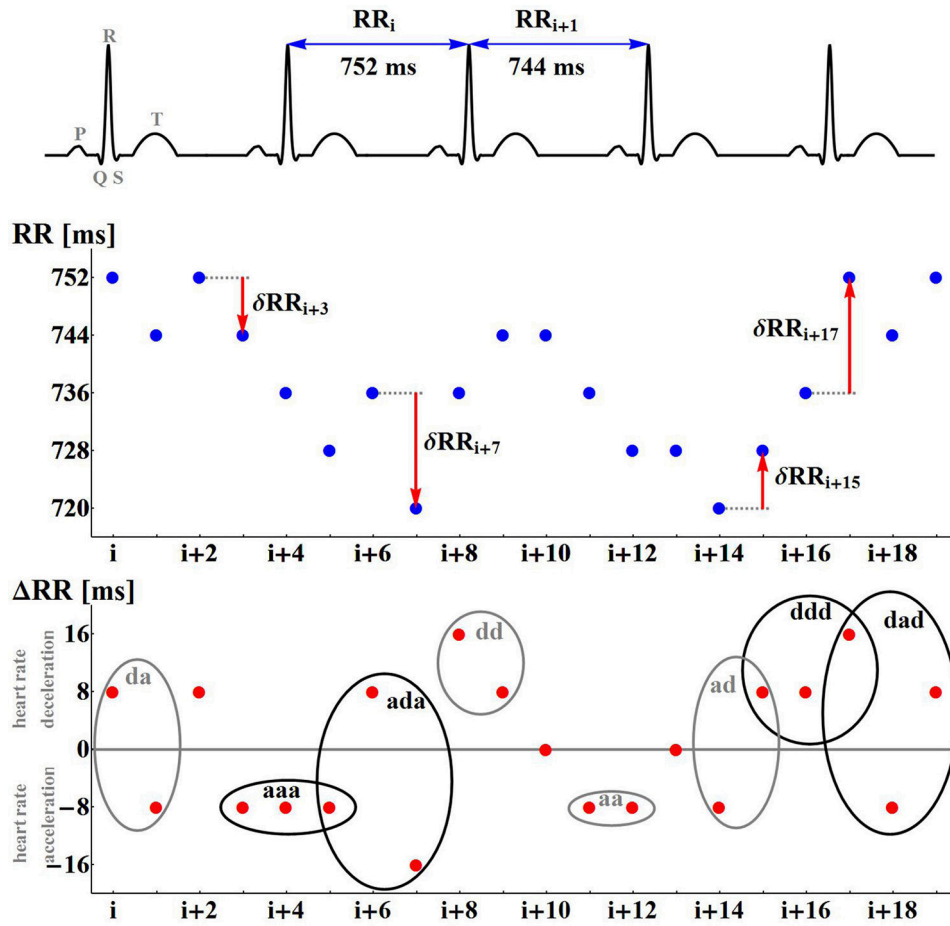 RRᵢ RRᵢ₊₁
752 ms 744 ms
R
P T
Q S
RR [ms]
752
744
736
728
720
δRRᵢ₊₃
δRRᵢ₊₁₇
δRRᵢ₊₇
δRRᵢ₊₁₅
i i+2 i+4 i+6 i+8 i+10 i+12 i+14 i+16 i+18
ΔRR [ms]
heart rate
deceleration
heart rate
acceleration
16
8
0
−8
−16
da
aaa
ada
dd
aa
ad
ddd
dad
i i+2 i+4 i+6 i+8 i+10 i+12 i+14 i+16 i+18